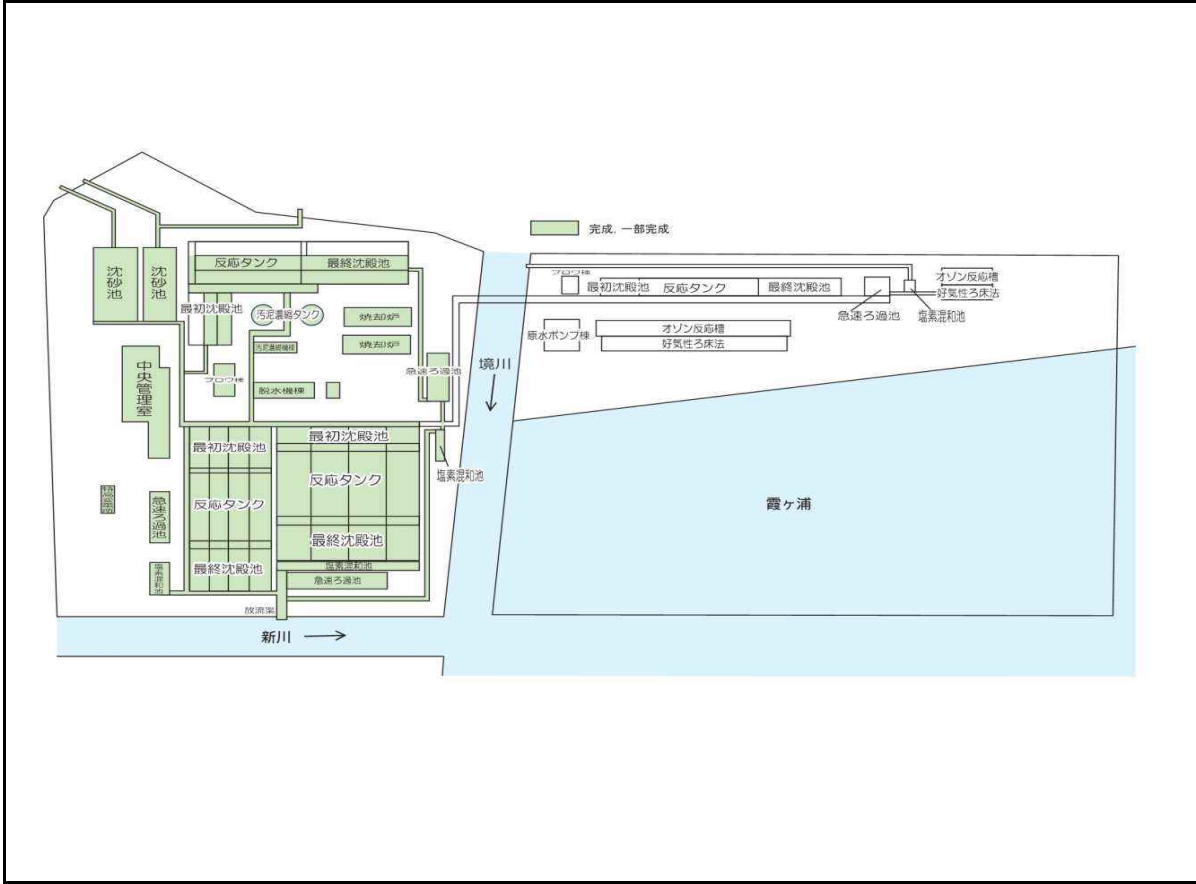 完成、一部完成
沈砂池
沈砂池
反応タンク
最終沈殿池
最初沈殿池
汚泥濃縮タンク
焼却炉
汚泥濃縮機棟
焼却炉
中央管理室
ブロワ棟
脱水機棟
急速ろ過池
境川
最初沈殿池
最初沈殿池
塩素混和池
反応タンク
反応タンク
急速ろ過池
最終沈殿池
最終沈殿池
塩素混和池
塩素混和池
急速ろ過池
放流渠
新川
ブロワ棟
最初沈殿池
反応タンク
最終沈殿池
急速ろ過池
塩素混和池
オゾン反応槽
好気性ろ床法
原水ポンプ棟
オゾン反応槽
好気性ろ床法
霞ヶ浦